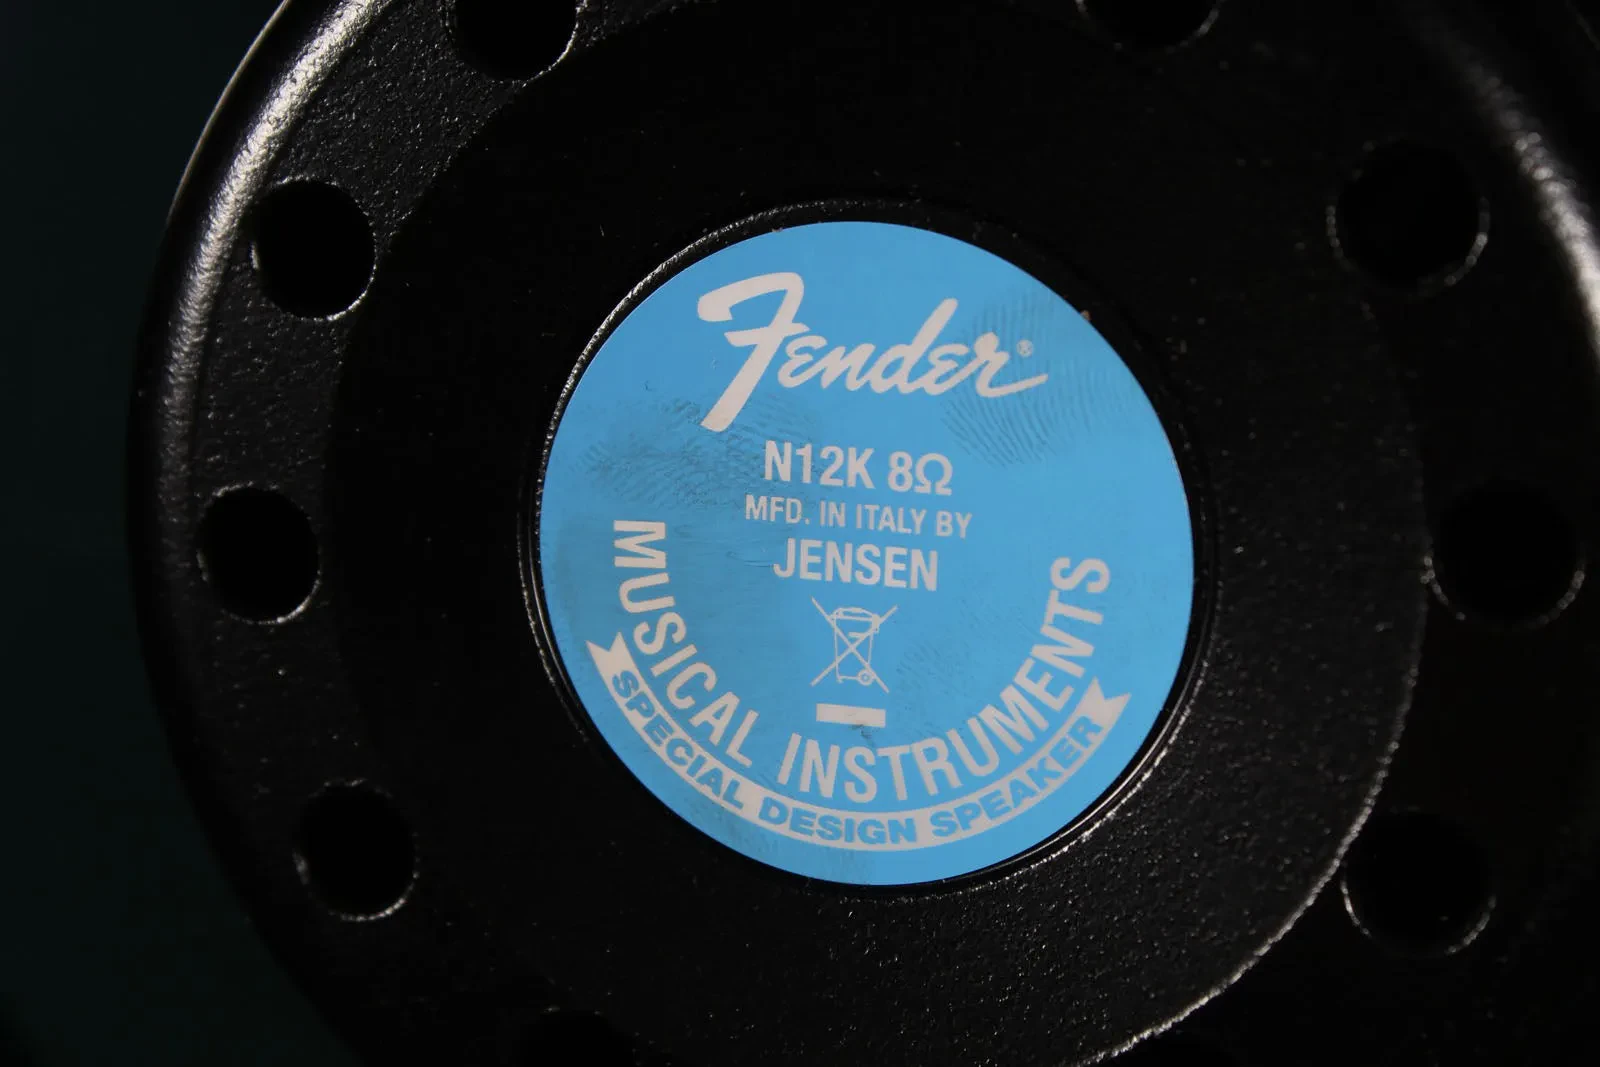 Fender®
N12K 8Ω
MFD. IN ITALY BY
JENSEN
MUSICAL INSTRUMENTS
SPECIAL DESIGN SPEAKER